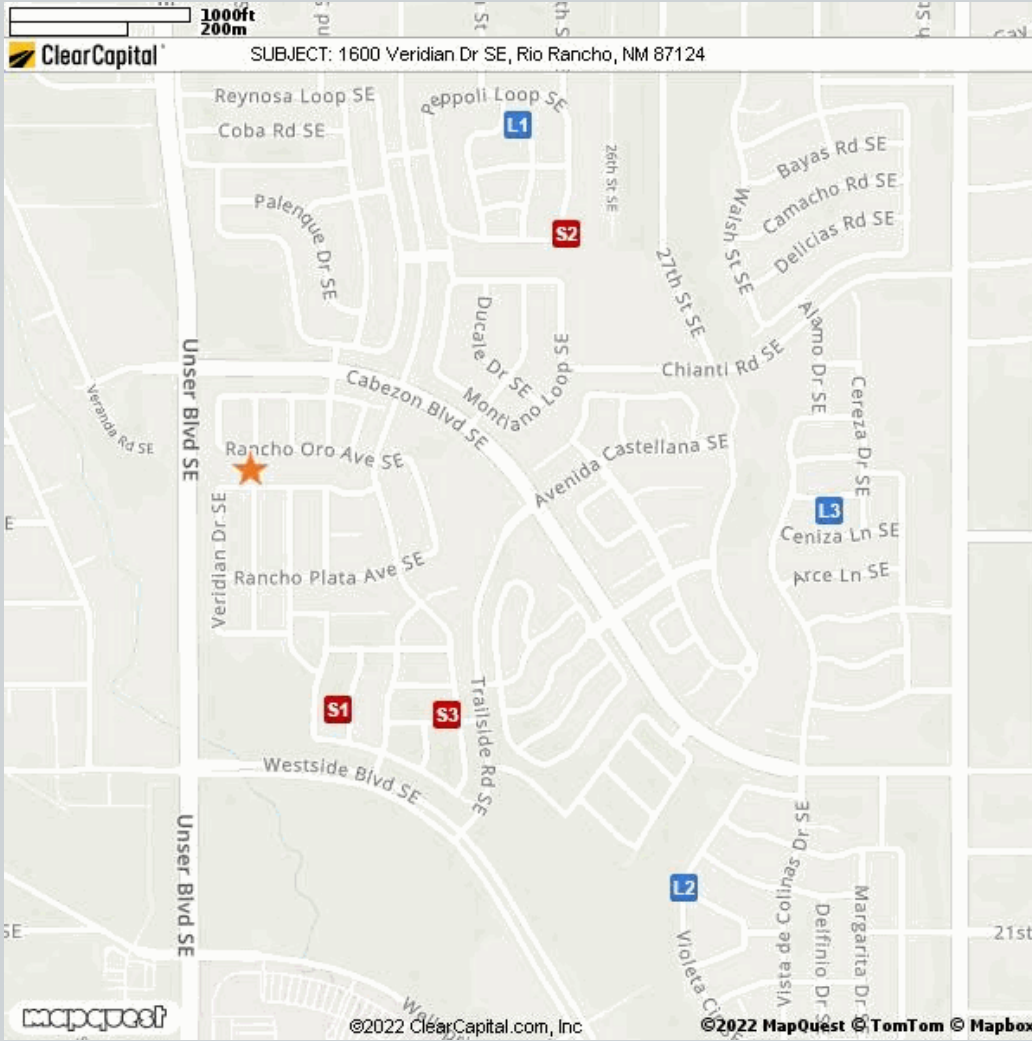 1000ft
200m
ClearCapital
SUBJECT: 1600 Veridian Dr SE, Rio Rancho, NM 87124
Reynosa Loop SE
Peppoli Loop SE
L1
Coba Rd SE
26th St SE
Bayas Rd SE
Camacho Rd SE
Walsh St SE
Delicias Rd SE
Palenque Dr SE
S2
27th St SE
Ducale Dr SE
Alamo Dr SE
Unser Blvd SE
Chianti Rd SE
Cabezon Blvd SE
Montiano Loop SE
Veranda Rd SE
Cereza Dr SE
Rancho Oro Ave SE
Avenida Castellana SE
L3
Veridian Dr SE
E
Ceniza Ln SE
Rancho Plata Ave SE
Arce Ln SE
S1
S3
Trailside Rd SE
Westside Blvd SE
Unser Blvd SE
Vista de Colinas Dr SE
L2
Margarita Dr S
Delfinio Dr S
SE
21st
Violeta Cir SE
mapquest
©2022 ClearCapital.com, Inc
©2022 MapQuest © TomTom © Mapbox